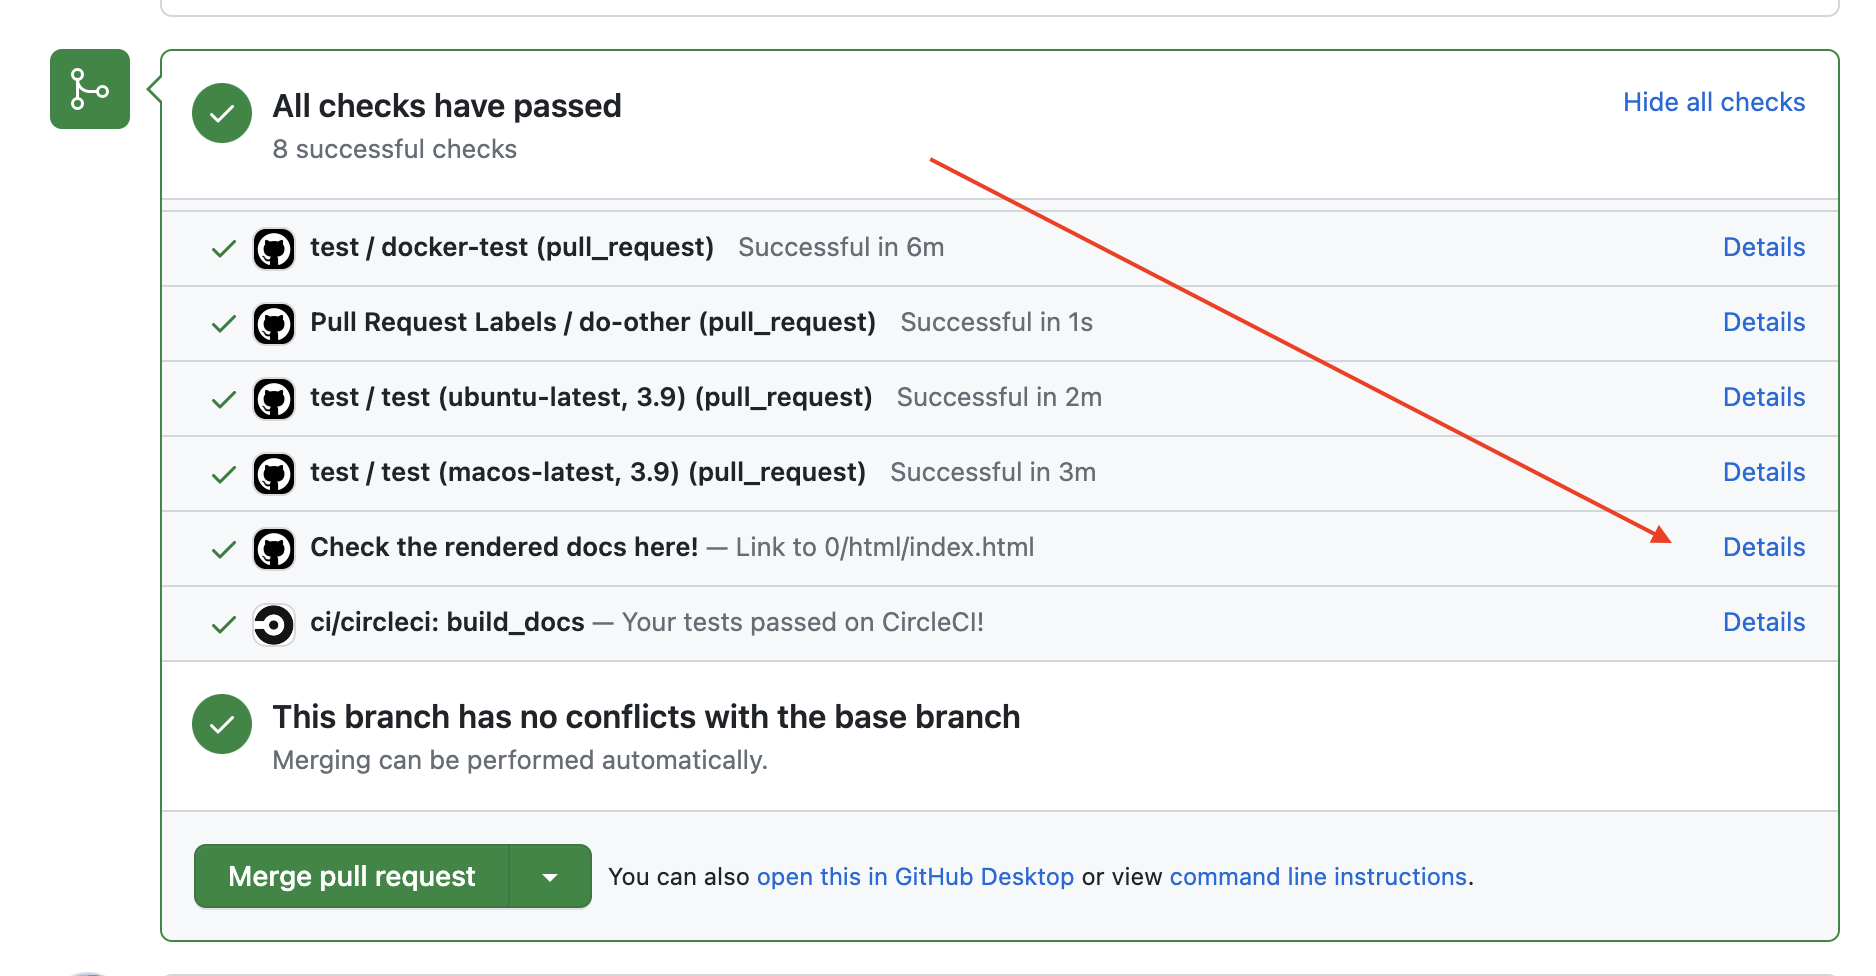 All checks have passed
Hide all checks
8 successful checks
test / docker-test (pull_request) Successful in 6m Details
Pull Request Labels / do-other (pull_request) Successful in 1s Details
test / test (ubuntu-latest, 3.9) (pull_request) Successful in 2m Details
test / test (macos-latest, 3.9) (pull_request) Successful in 3m Details
Check the rendered docs here! — Link to 0/html/index.html Details
ci/circleci: build_docs — Your tests passed on CircleCI! Details
This branch has no conflicts with the base branch
Merging can be performed automatically.
Merge pull request You can also open this in GitHub Desktop or view command line instructions.